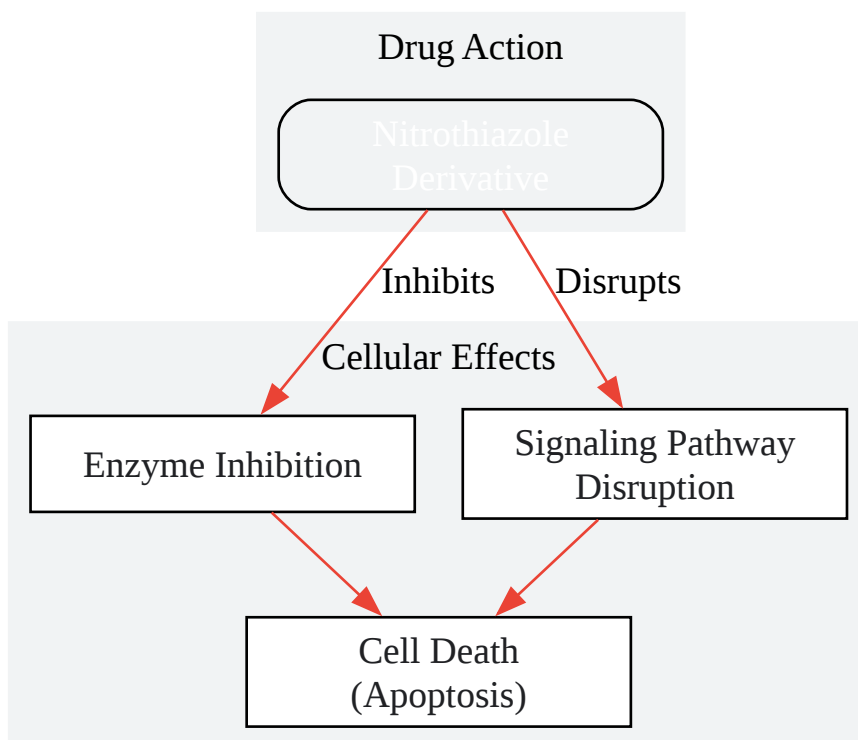 Drug Action
Nitrothiazole
Derivative
Inhibits
Disrupts
Cellular Effects
Enzyme Inhibition
Signaling Pathway
Disruption
Cell Death
(Apoptosis)